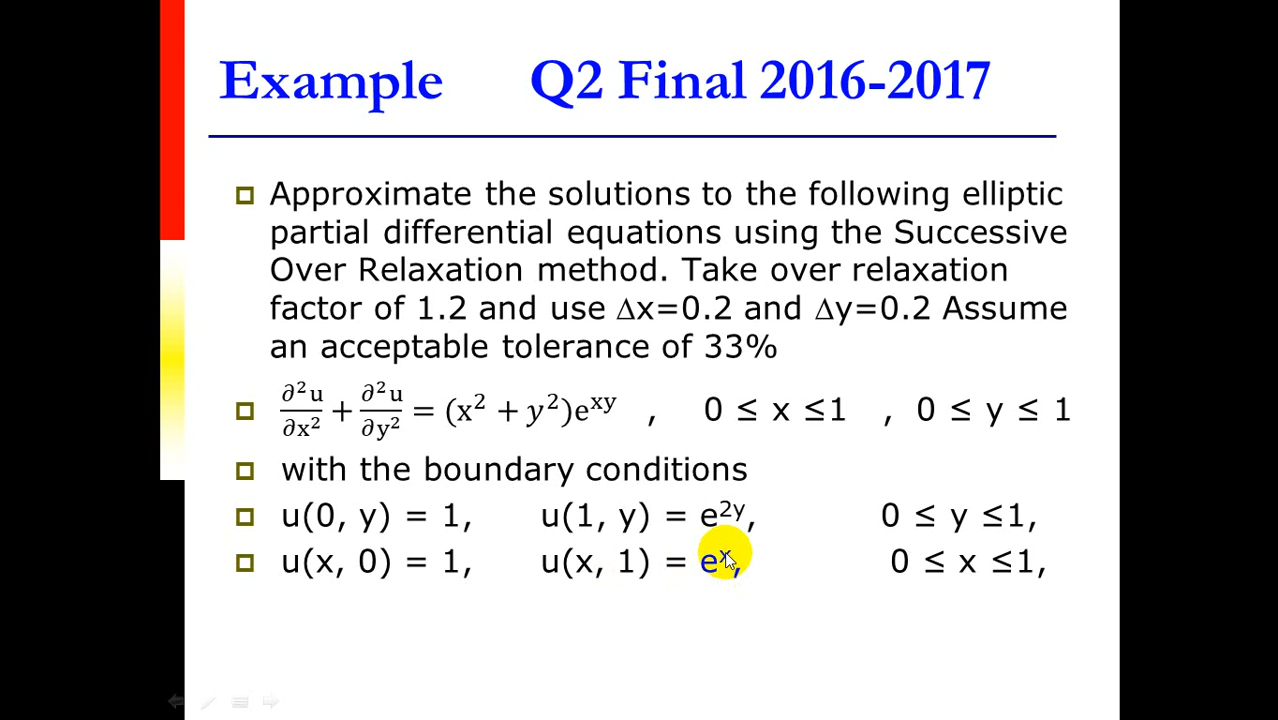 Example Q2 Final 2016-2017
Approximate the solutions to the following elliptic
partial differential equations using the Successive
Over Relaxation method. Take over relaxation
factor of 1.2 and use ∆x=0.2 and ∆y=0.2 Assume
an acceptable tolerance of 33%
∂²u/∂x² + ∂²u/∂y² = (x² + y²)e^xy , 0 ≤ x ≤1 , 0 ≤ y ≤ 1
with the boundary conditions
u(0, y) = 1, u(1, y) = e^2y, 0 ≤ y ≤1,
u(x, 0) = 1, u(x, 1) = e^x, 0 ≤ x ≤1,